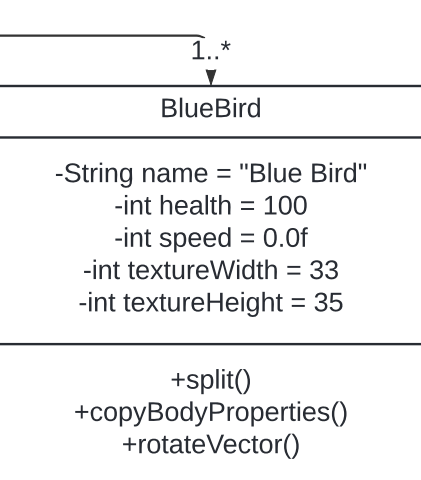 1..*
BlueBird
-String name = "Blue Bird"
-int health = 100
-int speed = 0.0f
-int textureWidth = 33
-int textureHeight = 35
+split()
+copyBodyProperties()
+rotateVector()